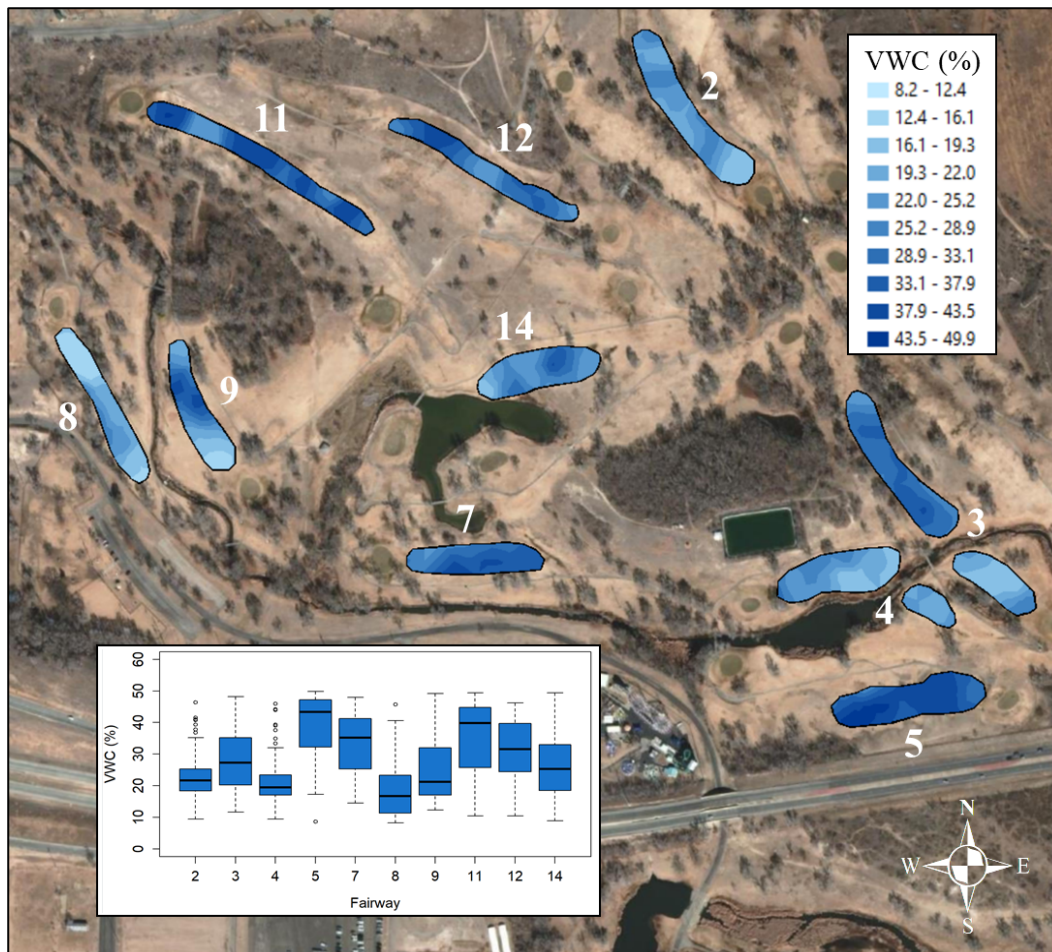 2
11
12
14
9
8
7
3
4
5
VWC (%)
8.2 - 12.4
12.4 - 16.1
16.1 - 19.3
19.3 - 22.0
22.0 - 25.2
25.2 - 28.9
28.9 - 33.1
33.1 - 37.9
37.9 - 43.5
43.5 - 49.9
VWC (%)
60
50
40
30
20
10
0
2 3 4 5 7 8 9 11 12 14
Fairway
N
W E
S